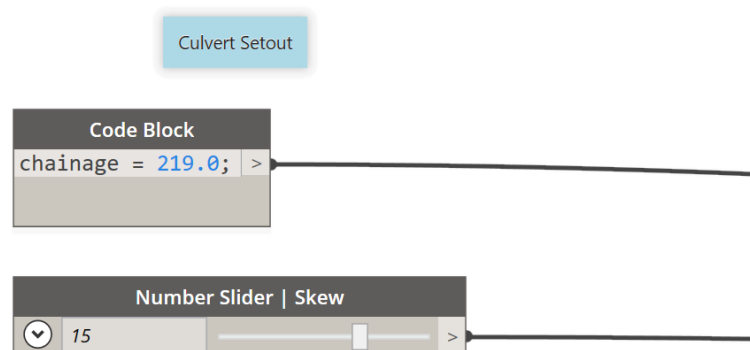 Culvert Setout
Code Block
chainage = 219.0; >
Number Slider | Skew
15 >